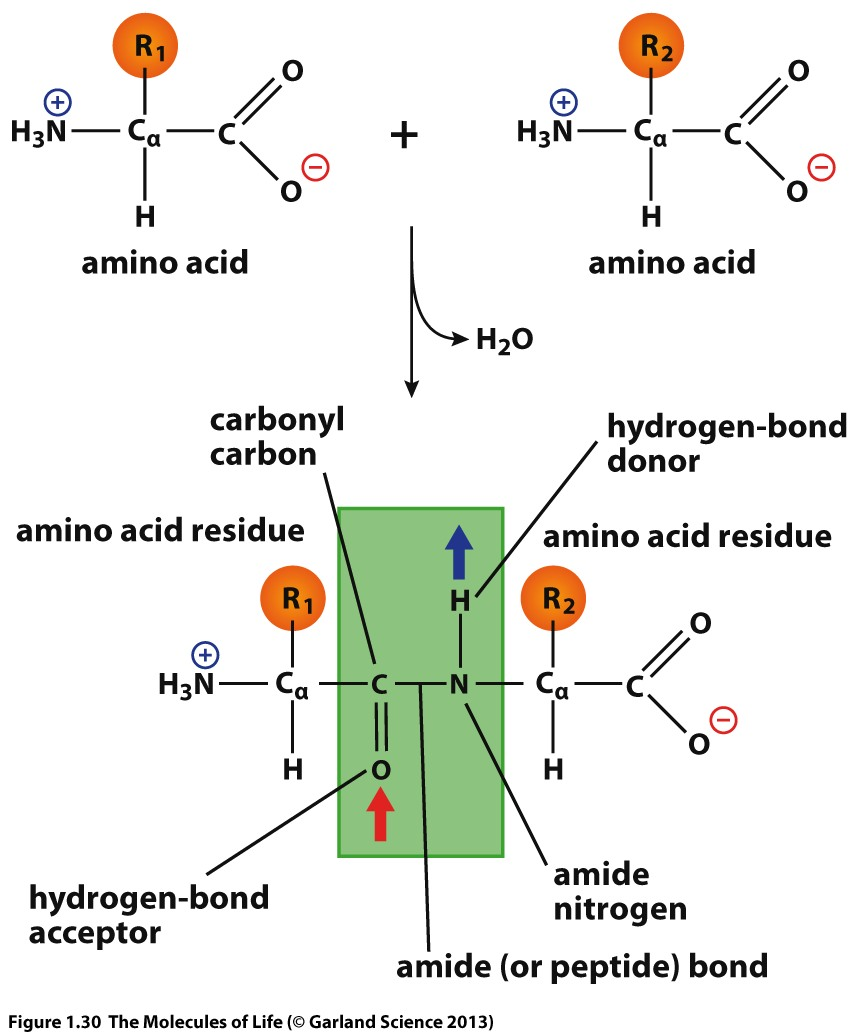 R₁
O
⊕
H₃N
Cα
C
O
⊖
H
amino acid
+
R₂
O
⊕
H₃N
Cα
C
O
⊖
H
amino acid
H₂O
carbonyl
carbon
hydrogen-bond
donor
amino acid residue
amino acid residue
R₁
H
R₂
O
⊕
H₃N
Cα
C
N
Cα
C
⊖
O
H
O
H
hydrogen-bond
acceptor
amide
nitrogen
amide (or peptide) bond
Figure 1.30 The Molecules of Life (© Garland Science 2013)